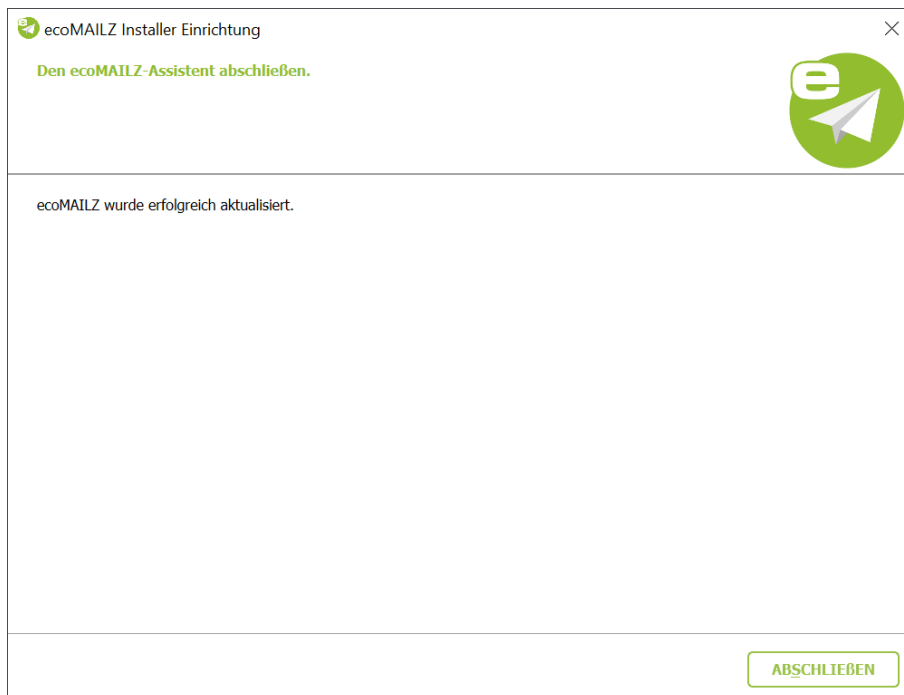 e
ecoMAILZ Installer Einrichtung
Den ecoMAILZ-Assistent abschließen.
e
ecoMAILZ wurde erfolgreich aktualisiert.
ABSCHLIEßEN